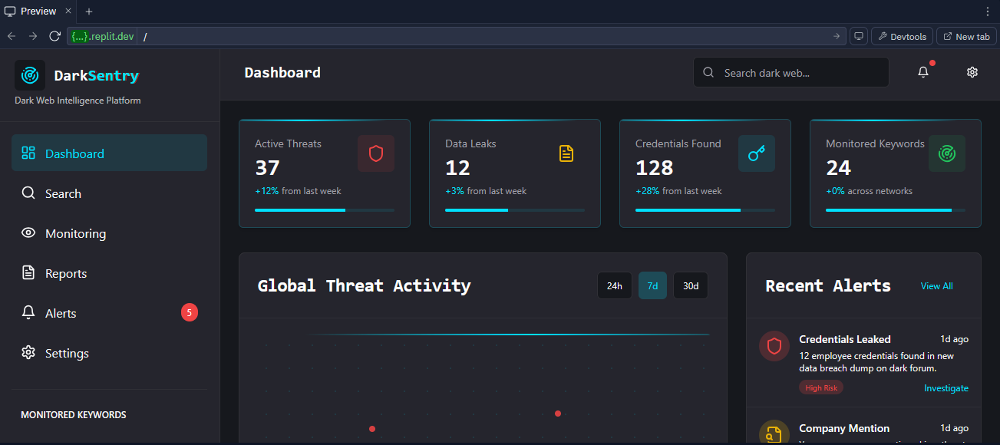 Preview
{...}.replit.dev /
Devtools
New tab
DarkSentry
Dark Web Intelligence Platform
Dashboard
Search
Monitoring
Reports
Alerts 5
Settings
MONITORED KEYWORDS
Dashboard
Search dark web...
Active Threats
37
+12% from last week
Data Leaks
12
+3% from last week
Credentials Found
128
+28% from last week
Monitored Keywords
24
+0% across networks
Global Threat Activity
24h 7d 30d
Recent Alerts View All
Credentials Leaked 1d ago
12 employee credentials found in new
data breach dump on dark forum.
High Risk Investigate
Company Mention 1d ago